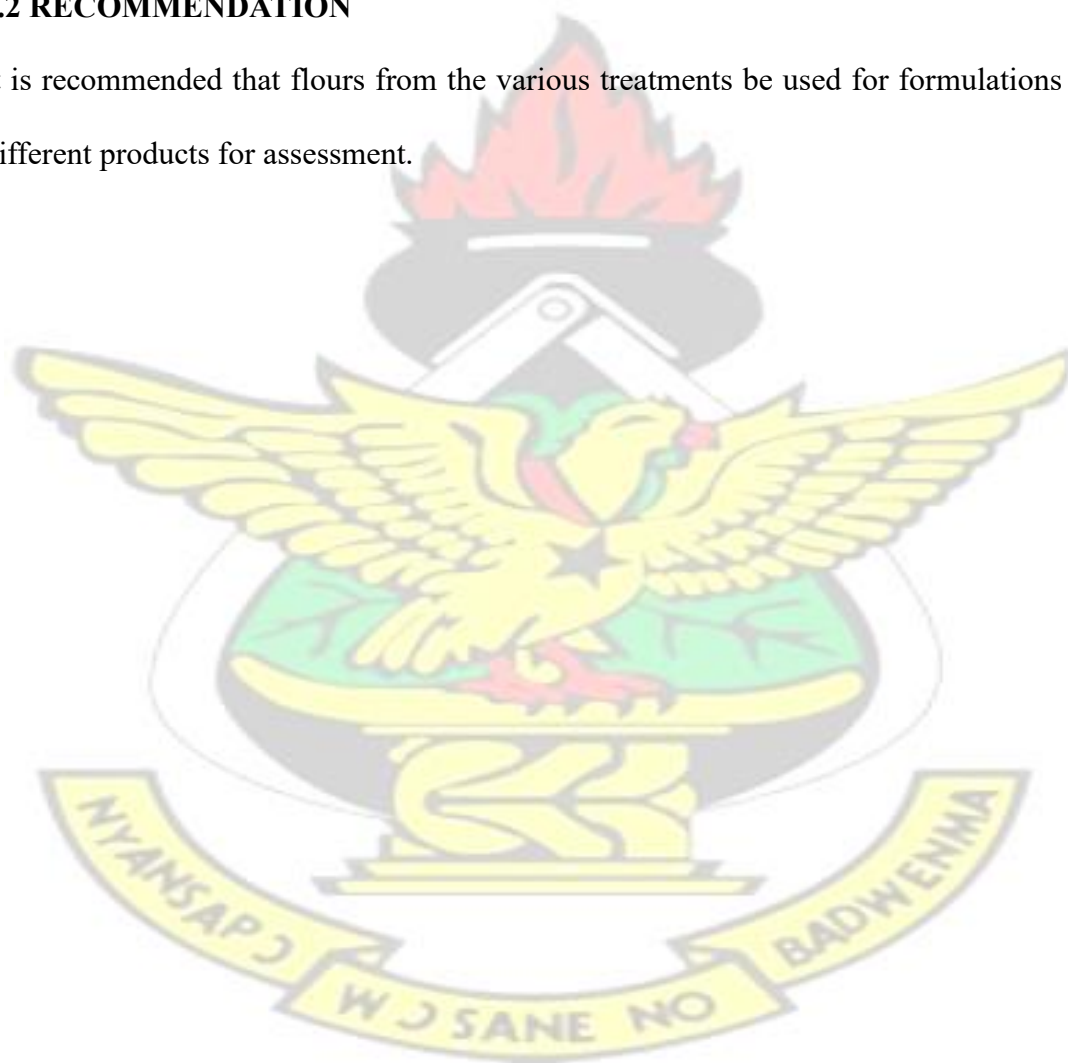 .2 RECOMMENDATION
t is recommended that flours from the various treatments be used for formulations
ifferent products for assessment.
NYANSAPƆ
WƆ SANE NO
BADWENMA